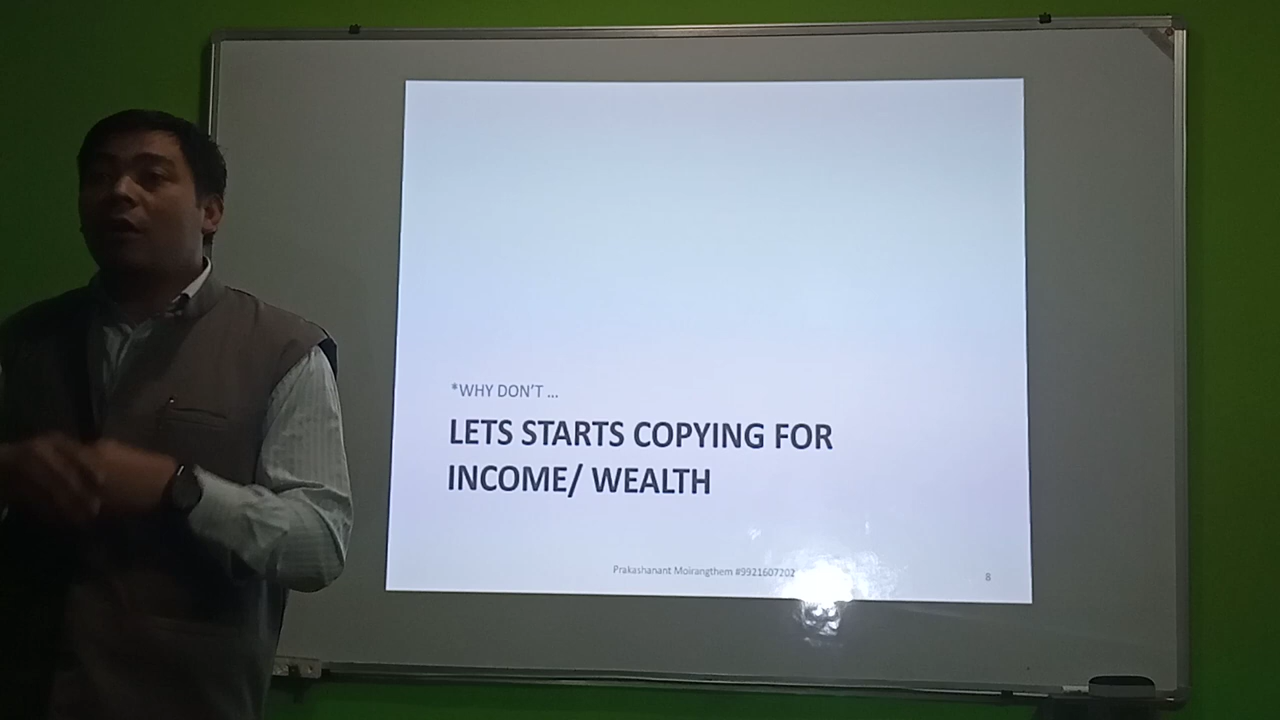 *WHY DON'T ...
LETS STARTS COPYING FOR
INCOME/ WEALTH
Prakashanant Moirangthem #9921607202
8